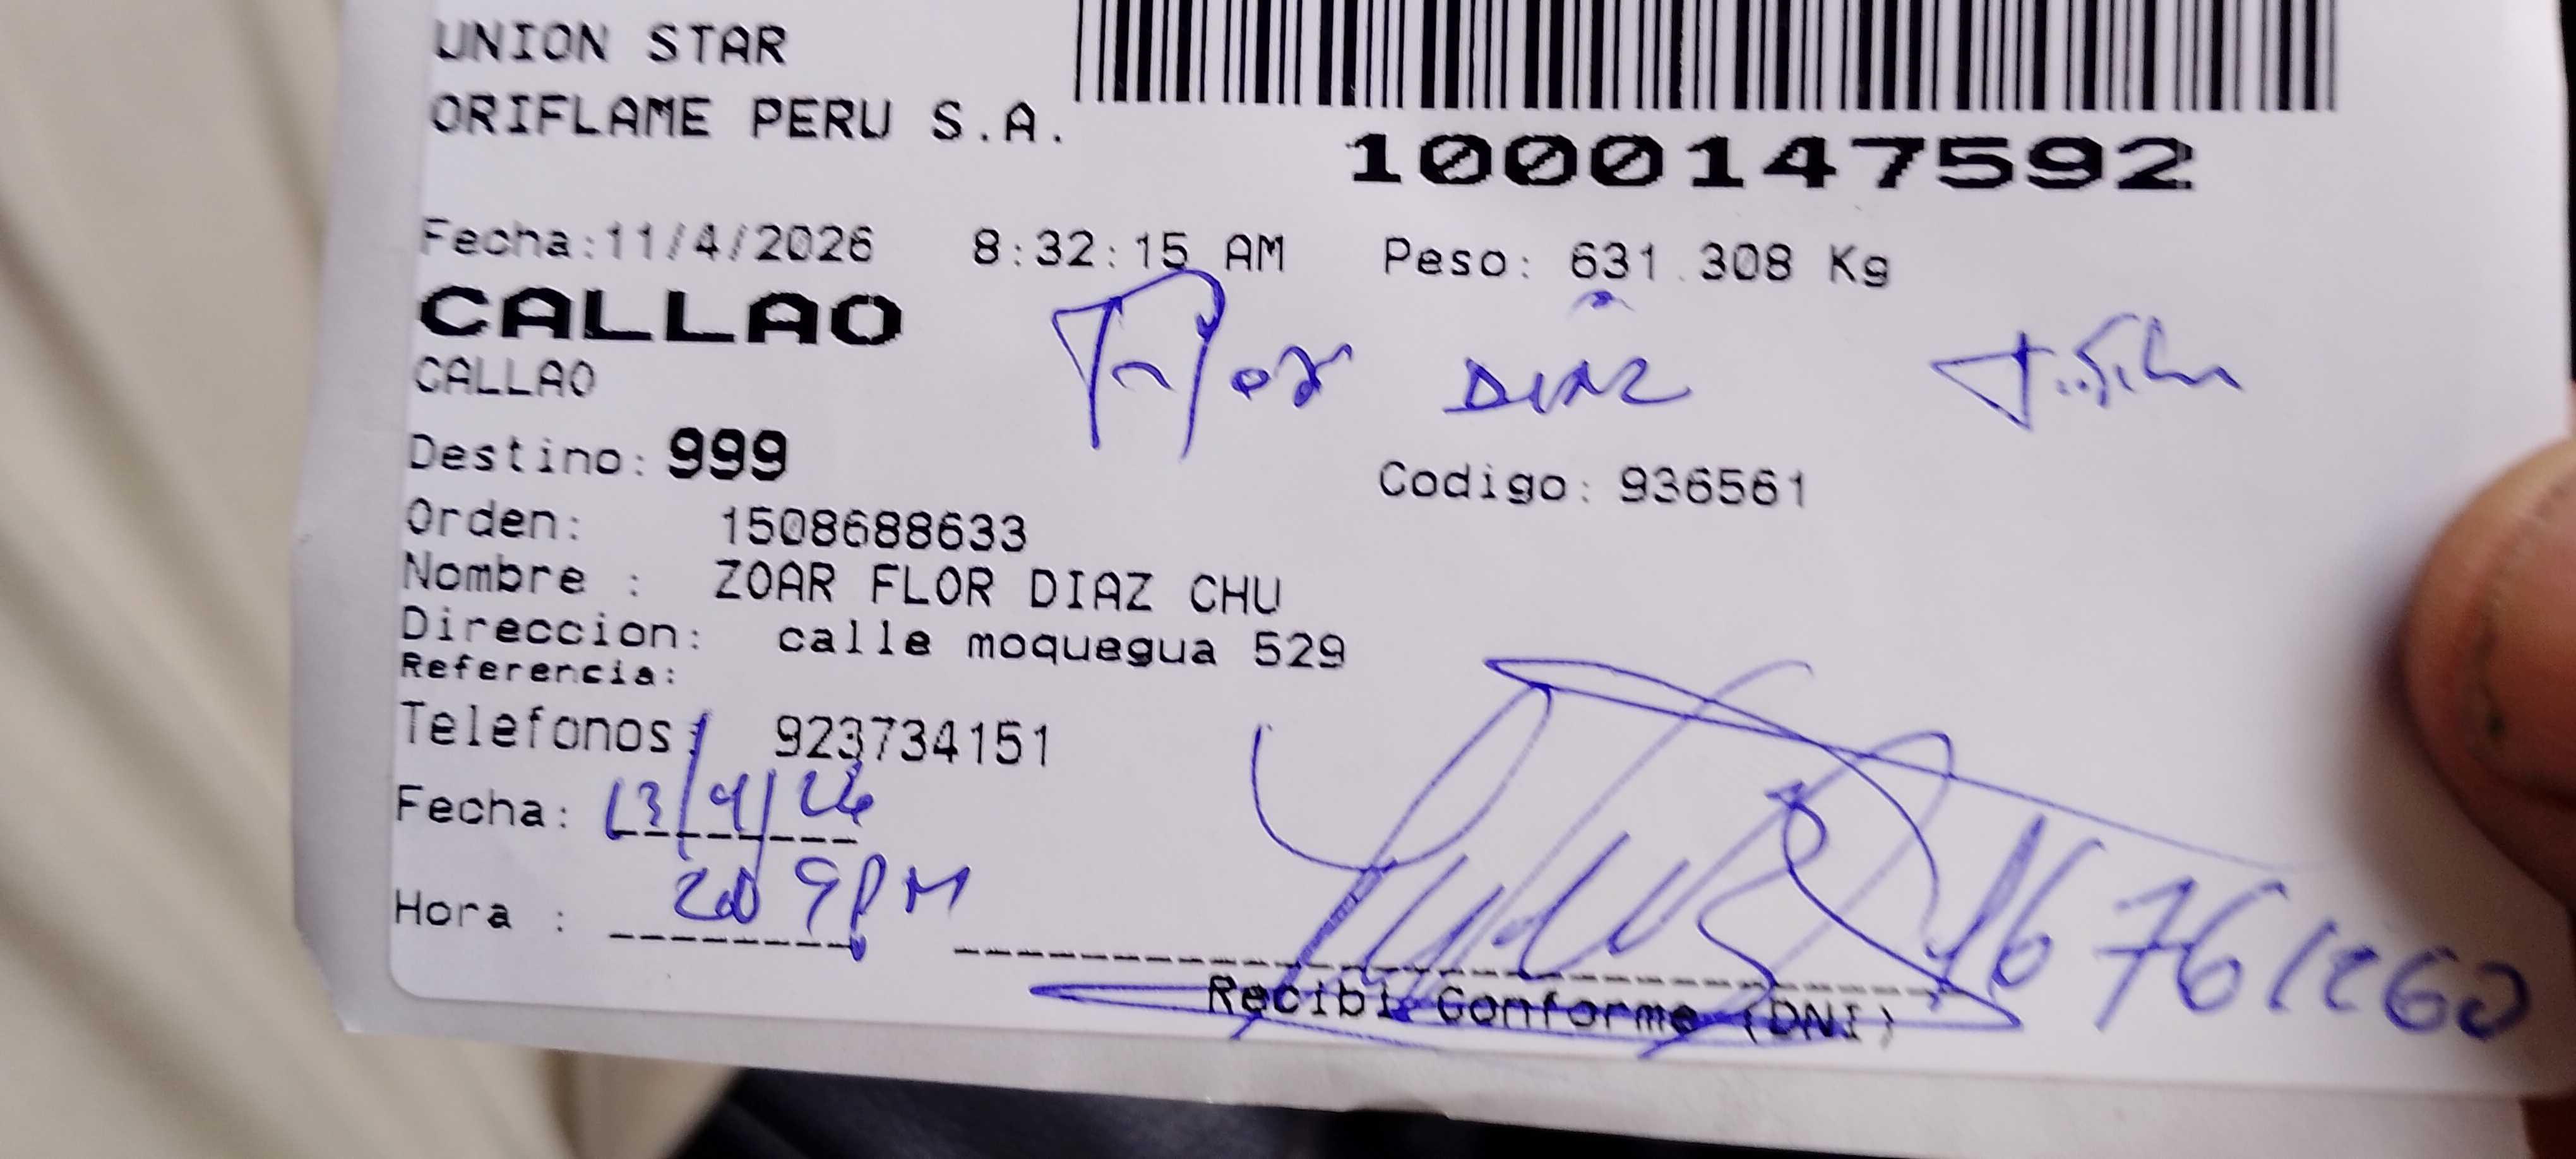 UNION STAR
ORIFLAME PERU S.A.
1000147592
Fecha:11/4/2026 8:32:15 AM Peso: 631.308 Kg
CALLAO
CALLAO
Flor DIAZ
Destino: 999
Codigo: 936561
Orden: 1508688633
Nombre : ZOAR FLOR DIAZ CHU
Direccion: calle moquegua 529
Referencia:
Telefonos: 923734151
Fecha: 13/4/26
Hora : PM
Recibi Conforme (DNI)